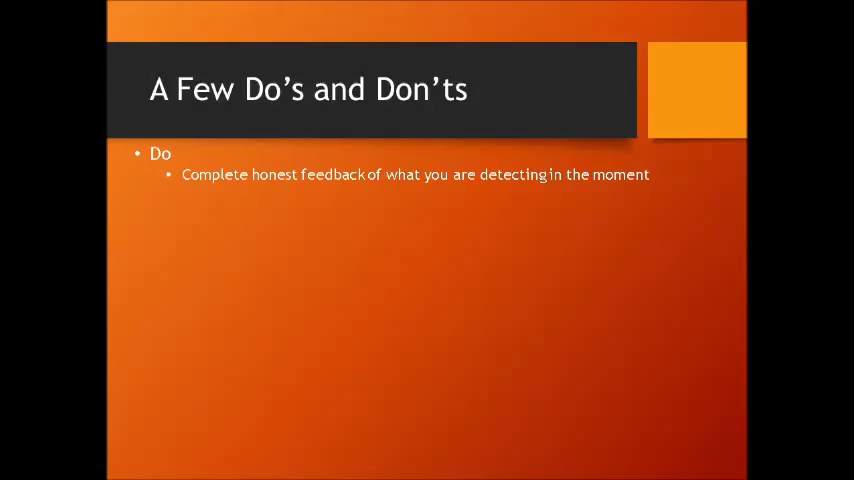 A Few Do’s and Don’ts
• Do
• Complete honest feedback of what you are detecting in the moment